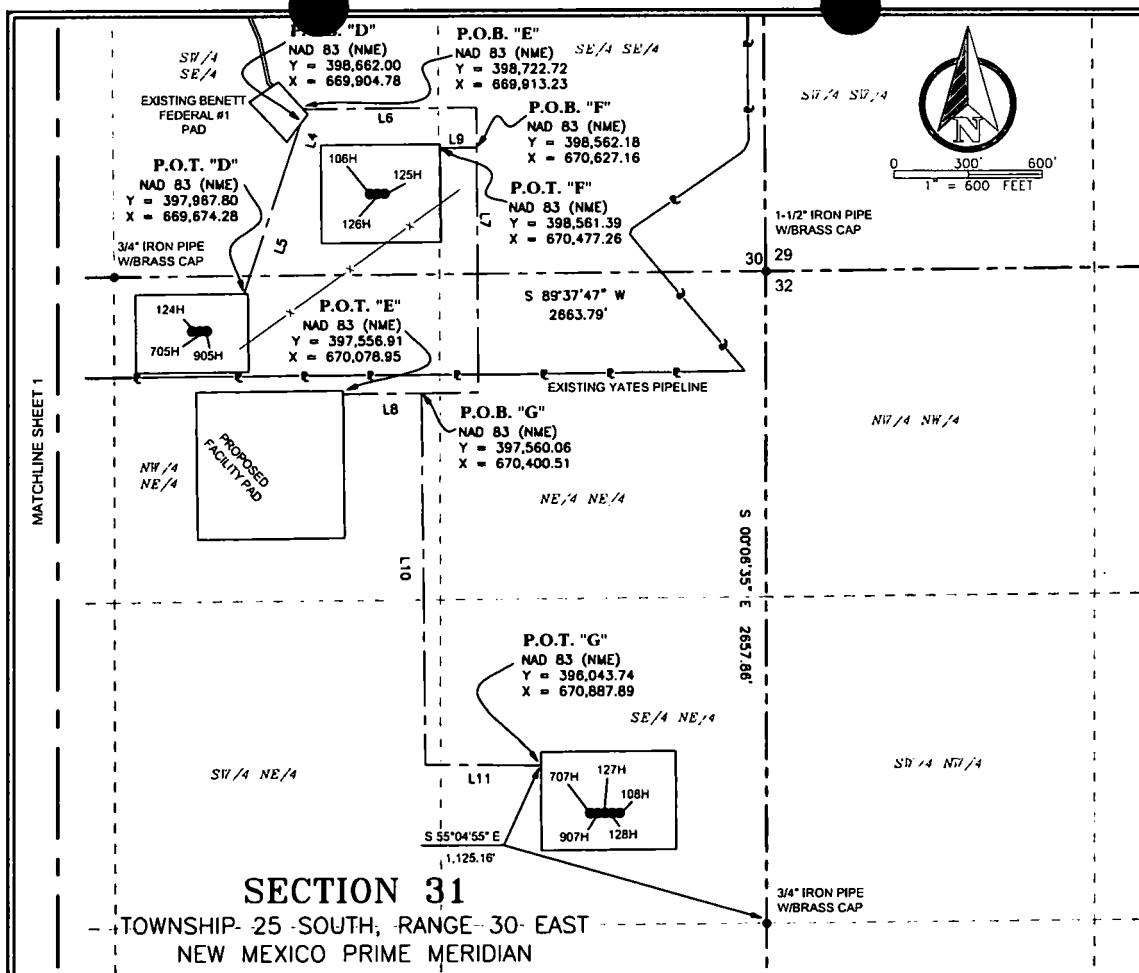 P.O.B. "D"
NAD 83 (NME)
Y = 398,662.00
X = 669,904.78
P.O.B. "E"
NAD 83 (NME)
Y = 398,722.72
X = 669,913.23
SE/4 SE/4
SW/4
SE/4
SW/4 SW/4
EXISTING BENETT
FEDERAL #1
PAD
L6
P.O.B. "F"
NAD 83 (NME)
Y = 398,562.18
X = 670,627.16
N
0 300' 600'
1" = 600 FEET
L4
L9
106H
125H
126H
P.O.T. "D"
NAD 83 (NME)
Y = 397,987.80
X = 669,674.28
P.O.T. "F"
NAD 83 (NME)
Y = 398,561.39
X = 670,477.26
L7
L5
1-1/2" IRON PIPE
W/BRASS CAP
3/4" IRON PIPE
W/BRASS CAP
30 29
32
S 89°37'47" W
2663.79'
124H
705H
905H
P.O.T. "E"
NAD 83 (NME)
Y = 397,556.91
X = 670,078.95
EXISTING YATES PIPELINE
MATCHLINE SHEET 1
L8
P.O.B. "G"
NAD 83 (NME)
Y = 397,560.06
X = 670,400.51
PROPOSED
FACILITY PAD
NW/4
NE/4
NE/4 NE/4
NW/4 NW/4
S 00°06'35" E 2657.86'
L10
P.O.T. "G"
NAD 83 (NME)
Y = 396,043.74
X = 670,887.89
SE/4 NE/4
SW/4 NE/4
SW/4 NW/4
L11
707H
127H
108H
907H
128H
S 55°04'55" E
1,125.16'
3/4" IRON PIPE
W/BRASS CAP
SECTION 31
TOWNSHIP 25 SOUTH, RANGE 30 EAST
NEW MEXICO PRIME MERIDIAN